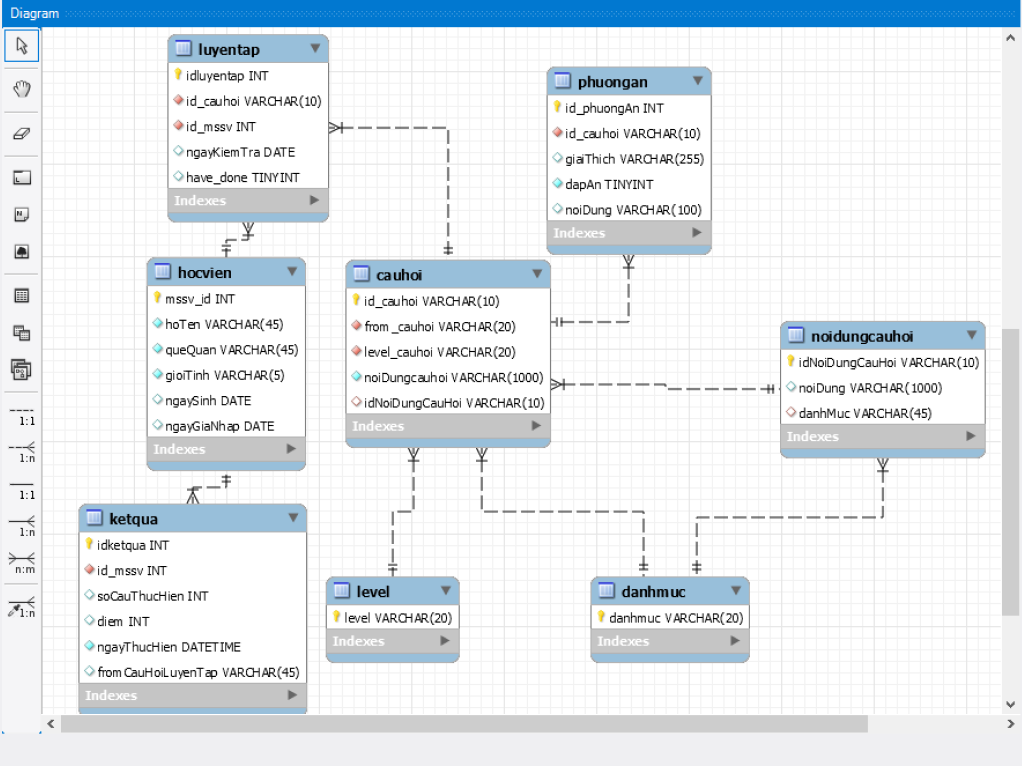 Diagram
luyentap
idluyentap INT
id_cauhoi VARCHAR(10)
id_mssv INT
ngayKiemTra DATE
have_done TINYINT
Indexes
phuongan
id_phuongAn INT
id_cauhoi VARCHAR(10)
giaiThich VARCHAR(255)
dapAn TINYINT
noiDung VARCHAR(100)
Indexes
hocvien
mssv_id INT
hoTen VARCHAR(45)
queQuan VARCHAR(45)
gioiTinh VARCHAR(5)
ngaySinh DATE
ngayGiaNhap DATE
Indexes
cauhoi
id_cauhoi VARCHAR(10)
from_cauhoi VARCHAR(20)
level_cauhoi VARCHAR(20)
noiDungcauhoi VARCHAR(1000)
idNoiDungCauHoi VARCHAR(10)
Indexes
noidungcauhoi
idNoiDungCauHoi VARCHAR(10)
noiDung VARCHAR(1000)
danhMuc VARCHAR(45)
Indexes
ketqua
idketqua INT
id_mssv INT
soCauThucHien INT
diem INT
ngayThucHien DATETIME
fromCauHoiLuyenTap VARCHAR(45)
Indexes
level
level VARCHAR(20)
Indexes
danhmuc
danhmuc VARCHAR(20)
Indexes
1:1
1:n
1:1
1:n
n:m
1:n